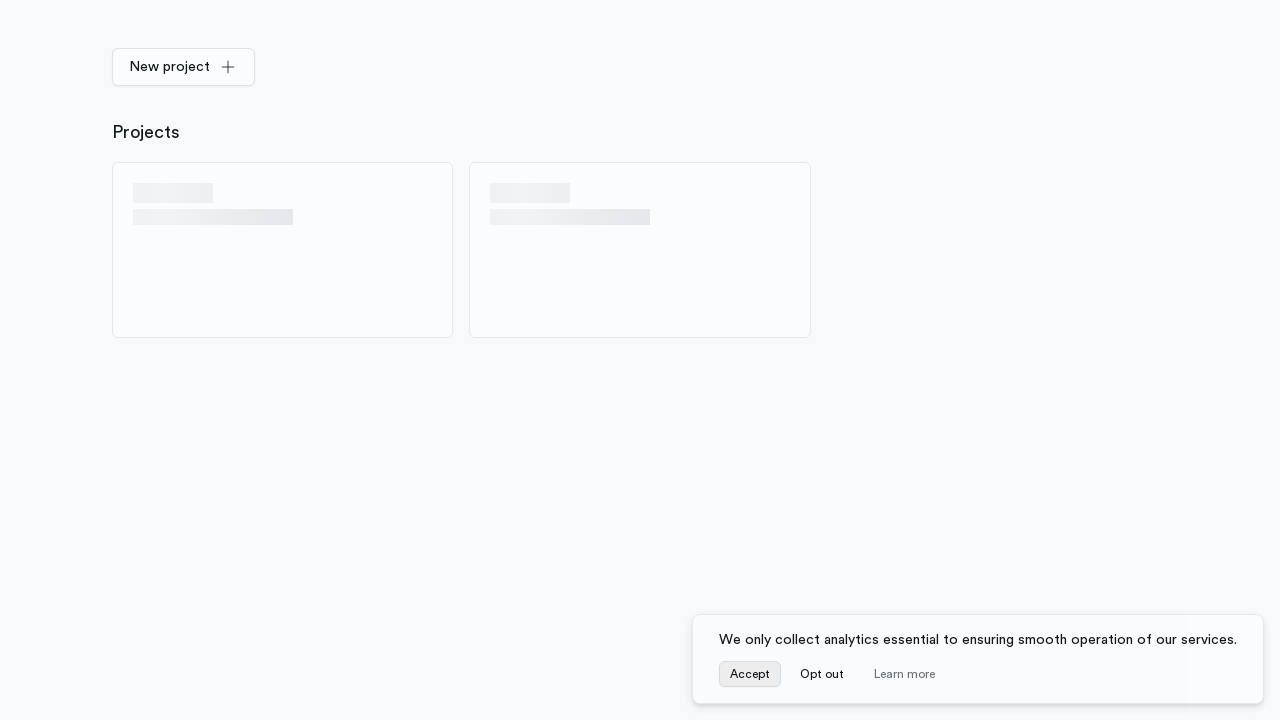 New project
Projects
We only collect analytics essential to ensuring smooth operation of our services.
Accept Opt out Learn more